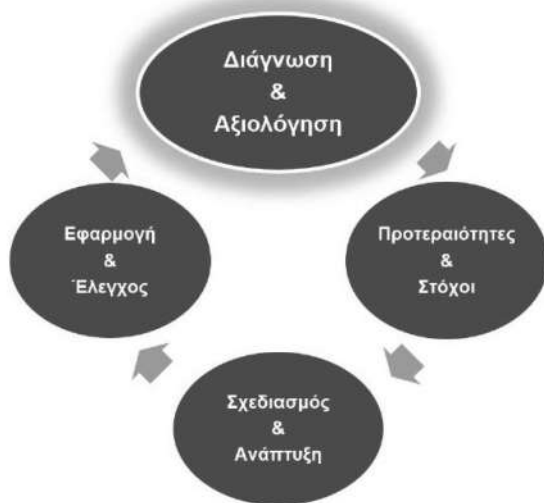 Διάγνωση
&
Αξιολόγηση
Προτεραιότητες
&
Στόχοι
Σχεδιασμός
&
Ανάπτυξη
Εφαρμογή
&
Έλεγχος